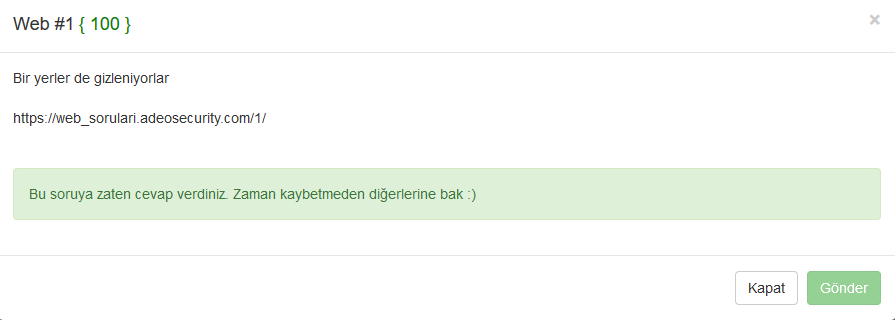 Web #1 { 100 }
×
Bir yerler de gizleniyorlar
https://web_sorulari.adeosecurity.com/1/
Bu soruya zaten cevap verdiniz. Zaman kaybetmeden diğerlerine bak :)
Kapat Gönder